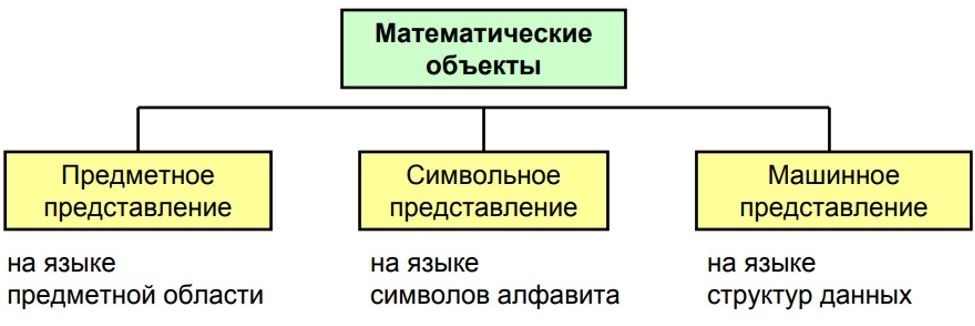 Математические
объекты
Предметное
представление
Символьное
представление
Машинное
представление
на языке
предметной области
на языке
символов алфавита
на языке
структур данных